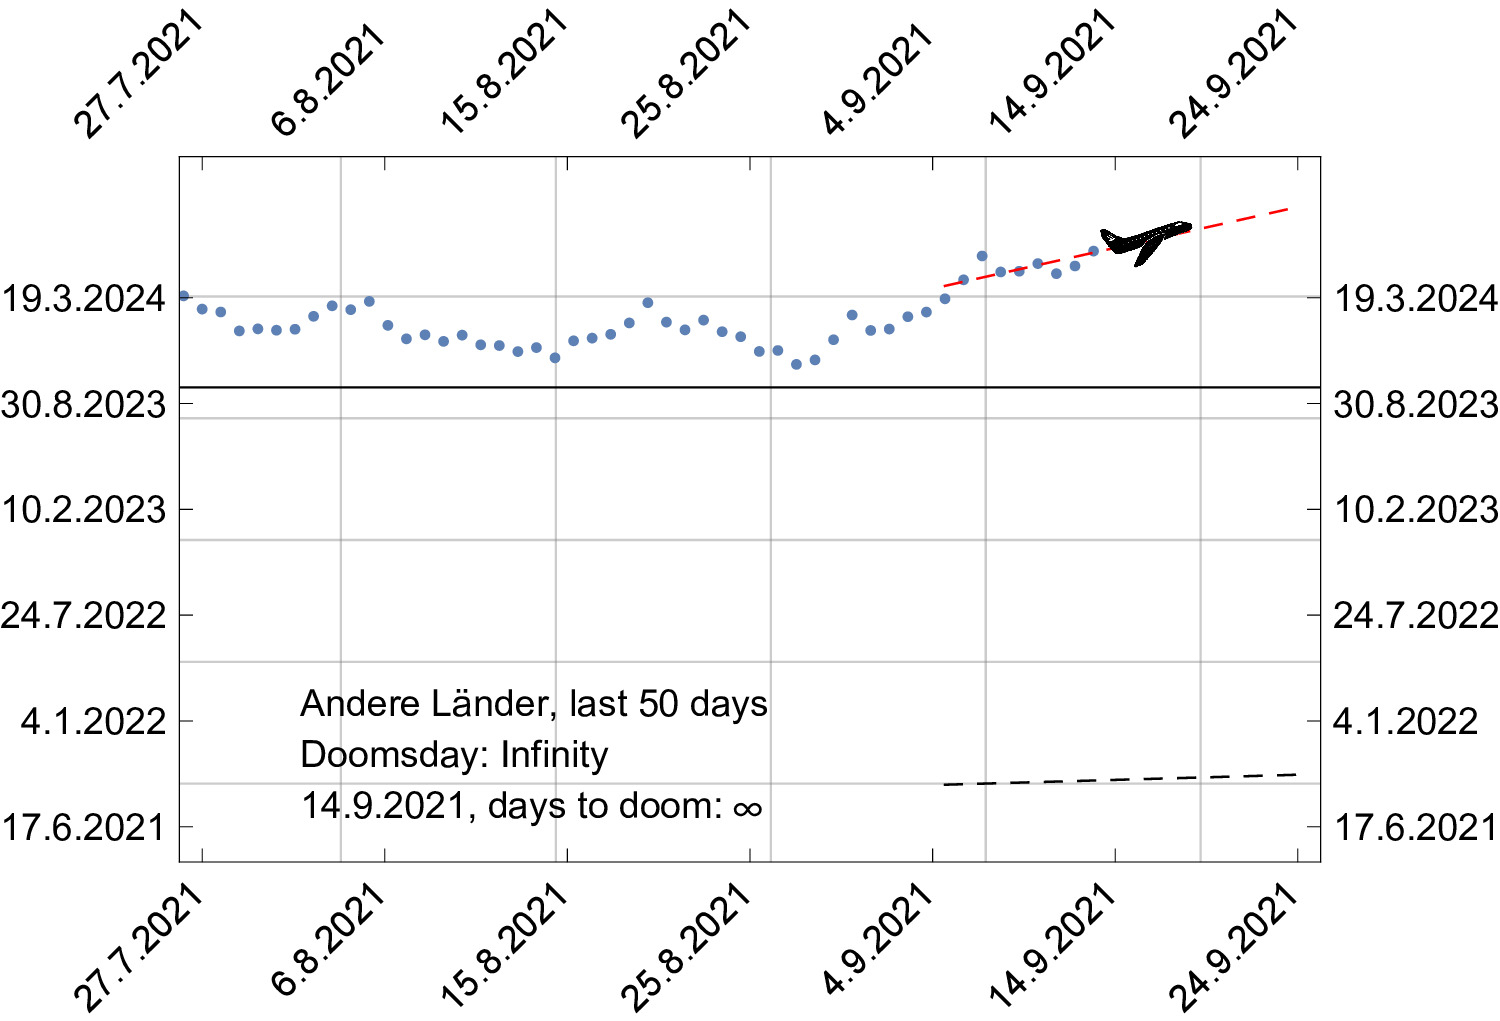 27.7.2021 6.8.2021 15.8.2021 25.8.2021 4.9.2021 14.9.2021 24.9.2021
19.3.2024 19.3.2024
30.8.2023 30.8.2023
10.2.2023 10.2.2023
24.7.2022 24.7.2022
Andere Länder, last 50 days
4.1.2022 4.1.2022
Doomsday: Infinity
14.9.2021, days to doom: ∞
17.6.2021 17.6.2021
27.7.2021 6.8.2021 15.8.2021 25.8.2021 4.9.2021 14.9.2021 24.9.2021